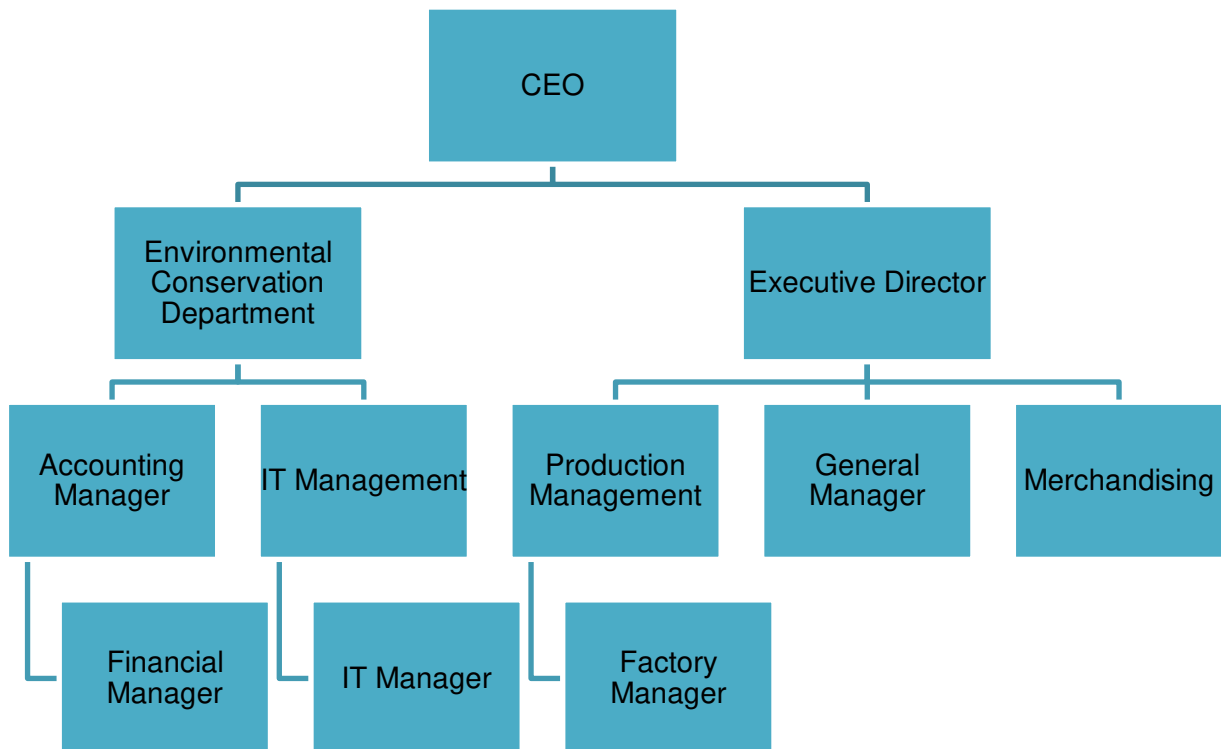 CEO
Environmental
Conservation
Department
Executive Director
Accounting
Manager
IT Management
Production
Management
General
Manager
Merchandising
Financial
Manager
IT Manager
Factory
Manager